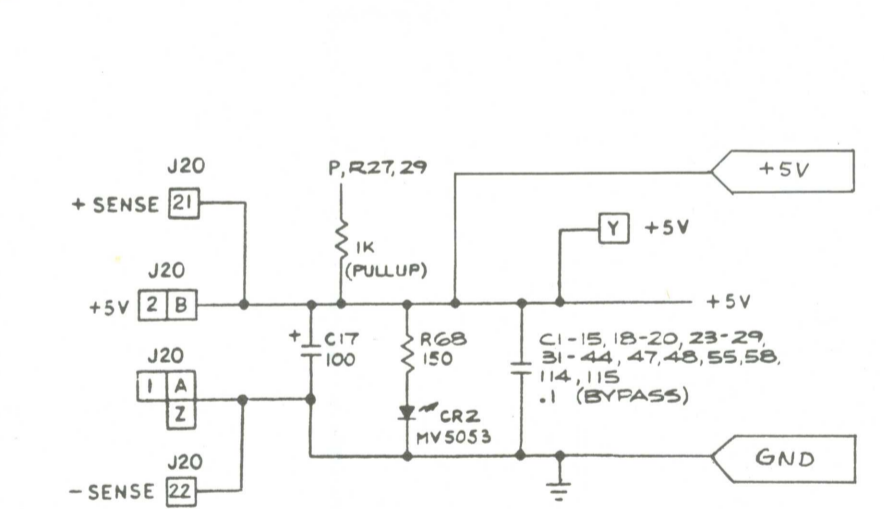 J20
+ SENSE 21
P, R27, 29
+5V
Y +5V
1K
(PULLUP)
J20
+5V 2 B
+5V
+ C17
100
R68
150
C1-15, 18-20, 23-29,
31-44, 47, 48, 55, 58,
114, 115
.1 (BYPASS)
J20
1 A
Z
CR2
MV5053
J20
- SENSE 22
GND